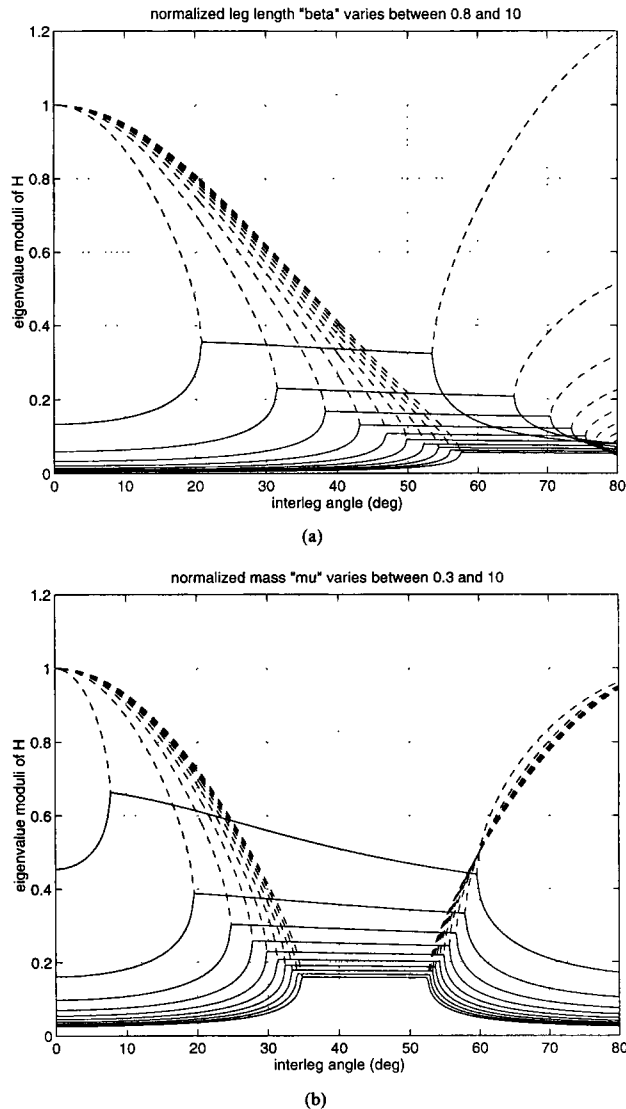 normalized leg length "beta" varies between 0.8 and 10
1.2
1
0.8
0.6
0.4
0.2
0
eigenvalue moduli of H
0 10 20 30 40 50 60 70 80
interleg angle (deg)
(a)
normalized mass "mu" varies between 0.3 and 10
1.2
1
0.8
0.6
0.4
0.2
0
eigenvalue moduli of H
0 10 20 30 40 50 60 70 80
interleg angle (deg)
(b)